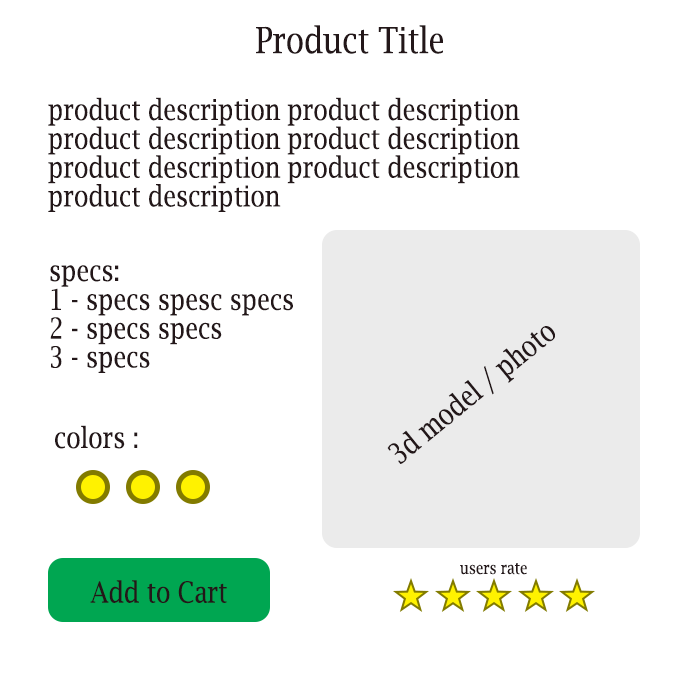 Product Title
product description product description
product description product description
product description product description
product description
specs:
1 - specs spesc specs
2 - specs specs
3 - specs
3d model / photo
colors :
Add to Cart
users rate